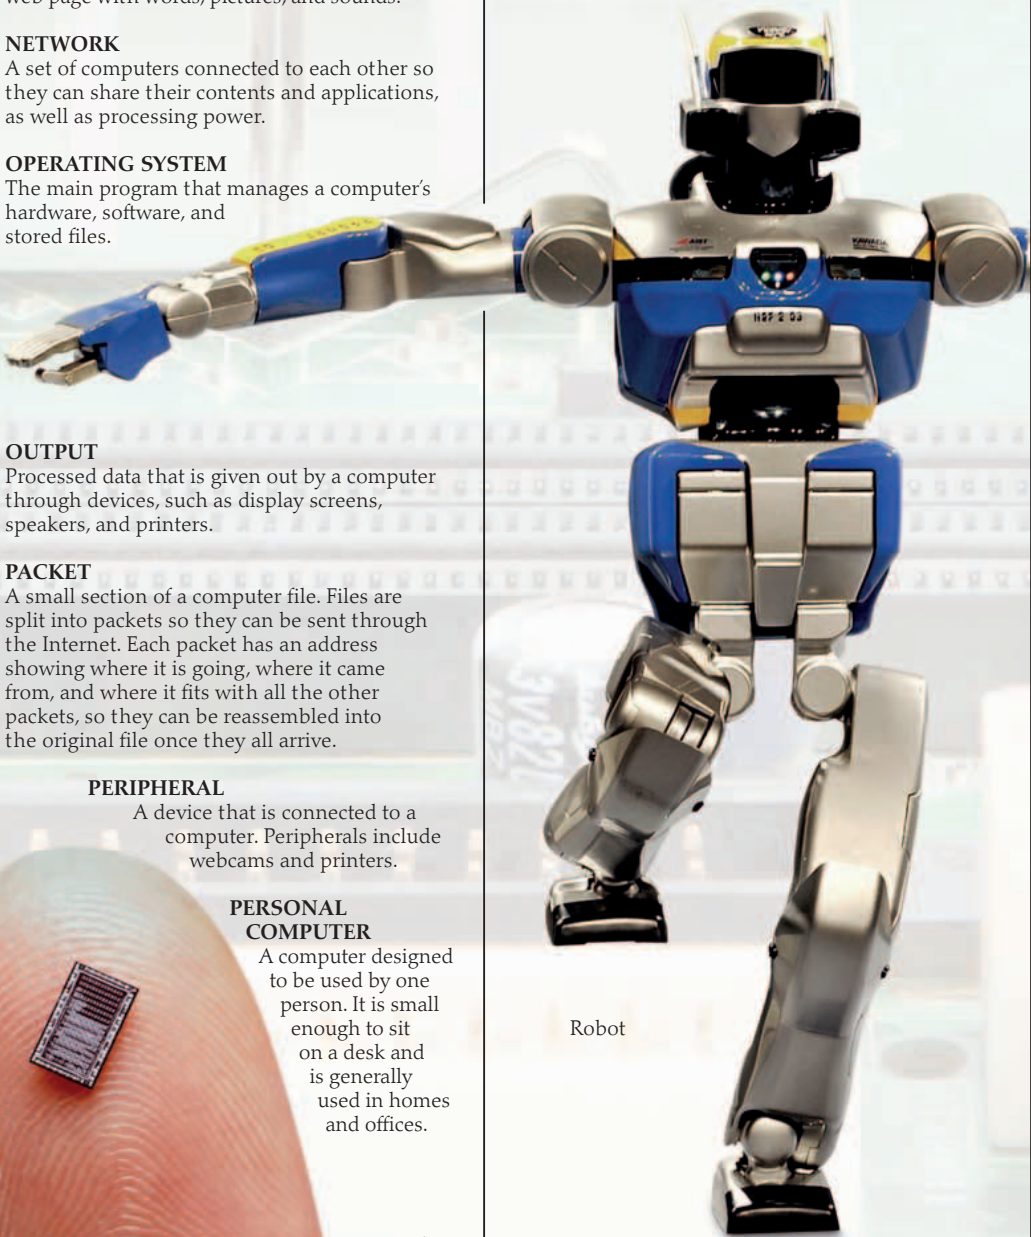 web page with words, pictures, and sounds.
NETWORK
A set of computers connected to each other so
they can share their contents and applications,
as well as processing power.
OPERATING SYSTEM
The main program that manages a computer's
hardware, software, and
stored files.
OUTPUT
Processed data that is given out by a computer
through devices, such as display screens,
speakers, and printers.
PACKET
A small section of a computer file. Files are
split into packets so they can be sent through
the Internet. Each packet has an address
showing where it is going, where it came
from, and where it fits with all the other
packets, so they can be reassembled into
the original file once they all arrive.
PERIPHERAL
A device that is connected to a
computer. Peripherals include
webcams and printers.
PERSONAL
COMPUTER
A computer designed
to be used by one
person. It is small
enough to sit
on a desk and
is generally
used in homes
and offices.
AIST
KAWADA
Robot